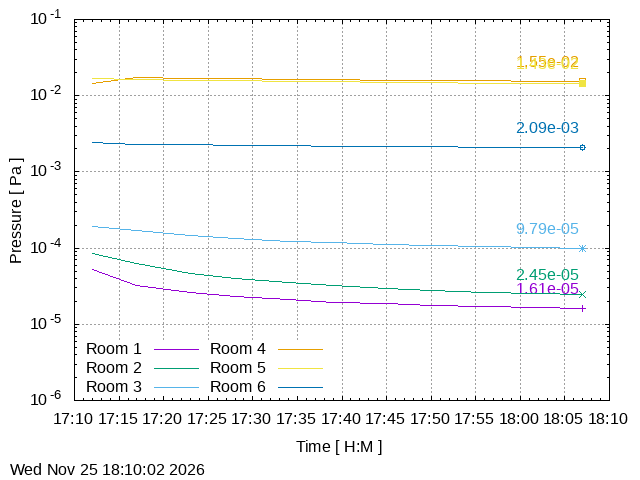 10^-1
10^-2
10^-3
10^-4
10^-5
10^-6
Pressure [ Pa ]
1.55e-02
2.09e-03
9.79e-05
2.45e-05
1.61e-05
Room 1 Room 4
Room 2 Room 5
Room 3 Room 6
17:10 17:15 17:20 17:25 17:30 17:35 17:40 17:45 17:50 17:55 18:00 18:05 18:10
Time [ H:M ]
Wed Nov 25 18:10:02 2026